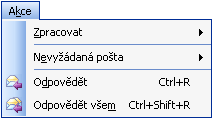 Akce
Zpracovat
Nevyžádaná pošta
Odpovědět Ctrl+R
Odpovědět všem Ctrl+Shift+R